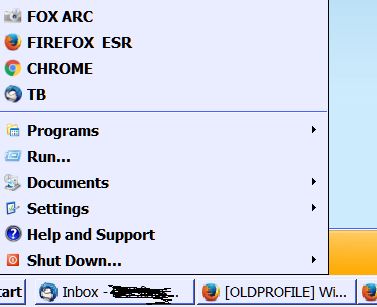 FOX ARC
FIREFOX ESR
CHROME
TB
Programs
Run...
Documents
Settings
Help and Support
Shut Down...
tart Inbox - ... [OLDPROFILE] Wi...